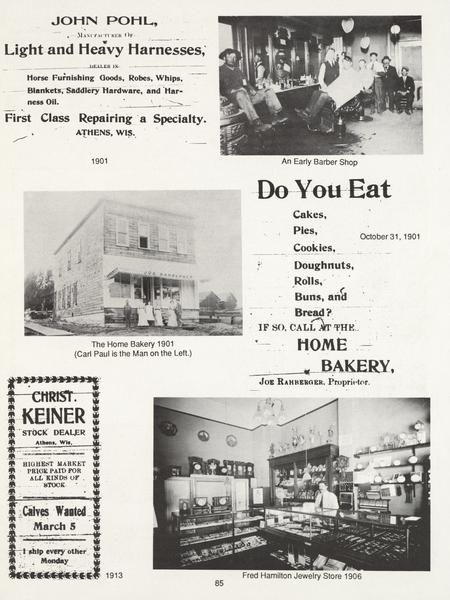 JOHN POHL,
MANUFACTURER OF
Light and Heavy Harnesses,
DEALER IN
Horse Furnishing Goods, Robes, Whips,
Blankets, Saddlery Hardware, and Har-
ness Oil.
First Class Repairing a Specialty.
ATHENS, WIS.
1901
An Early Barber Shop
Do You Eat
Cakes,
Pies,
Cookies,
Doughnuts,
Rolls,
Buns, and
Bread?
IF SO, CALL AT THE
HOME
BAKERY,
JOE RAHBERGER, Proprietor.
October 31, 1901
The Home Bakery 1901
(Carl Paul is the Man on the Left.)
CHRIST.
KEINER
STOCK DEALER
Athens, Wis.
HIGHEST MARKET
PRICE PAID FOR
ALL KINDS OF
STOCK
Calves Wanted
March 5
I ship every other
Monday
1913
Fred Hamilton Jewelry Store 1906
85